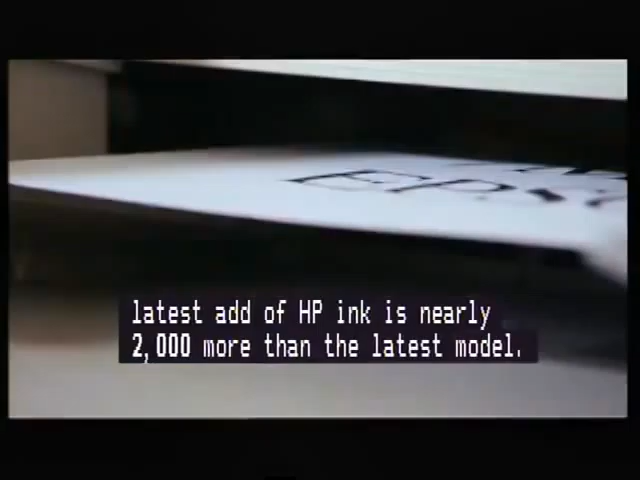 latest add of HP ink is nearly
2,000 more than the latest model.